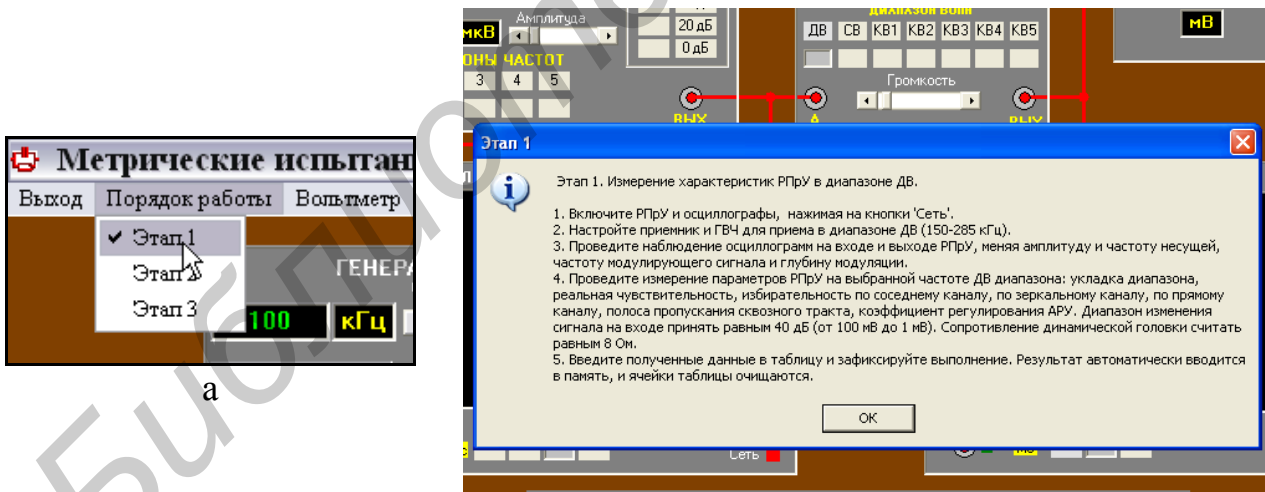 Метрические испытан
Выход Порядок работы Вольтметр
Этап 1
Этап 2
Этап 3
ГЕНЕРА
100 кГц
а
мкВ
Амплитуда
20 дБ
0 дБ
ОНЫ ЧАСТОТ
3 4 5
ВЫХ
ДИАПАЗОН ВОЛН
ДВ СВ КВ1 КВ2 КВ3 КВ4 КВ5
Громкость
А
ВЫХ
мВ
Этап 1
Этап 1. Измерение характеристик РПрУ в диапазоне ДВ.
1. Включите РПрУ и осциллографы, нажимая на кнопки 'Сеть'.
2. Настройте приемник и ГВЧ для приема в диапазоне ДВ (150-285 кГц).
3. Проведите наблюдение осциллограмм на входе и выходе РПрУ, меняя амплитуду и частоту несущей,
частоту модулирующего сигнала и глубину модуляции.
4. Проведите измерение параметров РПрУ на выбранной частоте ДВ диапазона: укладка диапазона,
реальная чувствительность, избирательность по соседнему каналу, по зеркальному каналу, по прямому
каналу, полоса пропускания сквозного тракта, коэффициент регулирования АРУ. Диапазон изменения
сигнала на входе принять равным 40 дБ (от 100 мВ до 1 мВ). Сопротивление динамической головки считать
равным 8 Ом.
5. Введите полученные данные в таблицу и зафиксируйте выполнение. Результат автоматически вводится
в память, и ячейки таблицы очищаются.
ОК
Сеть
Библиоте